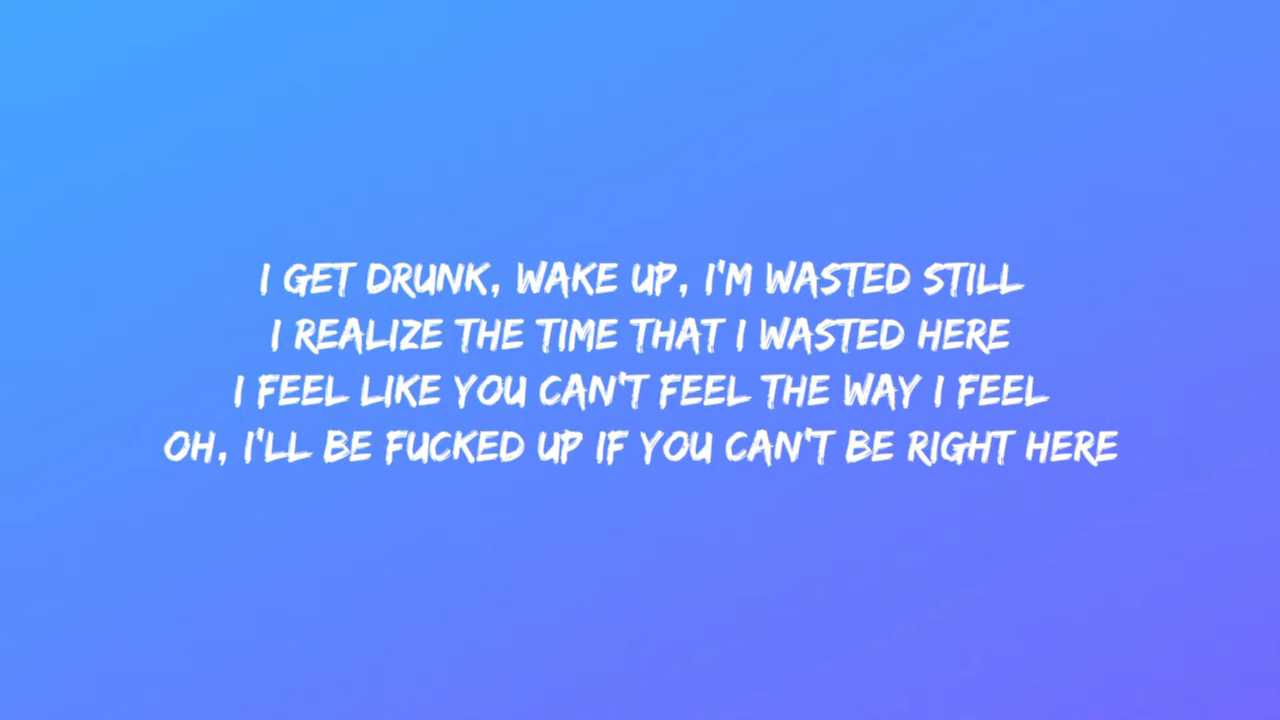 I GET DRUNK, WAKE UP, I'M WASTED STILL
I REALIZE THE TIME THAT I WASTED HERE
I FEEL LIKE YOU CAN'T FEEL THE WAY I FEEL
OH, I'LL BE FUCKED UP IF YOU CAN'T BE RIGHT HERE